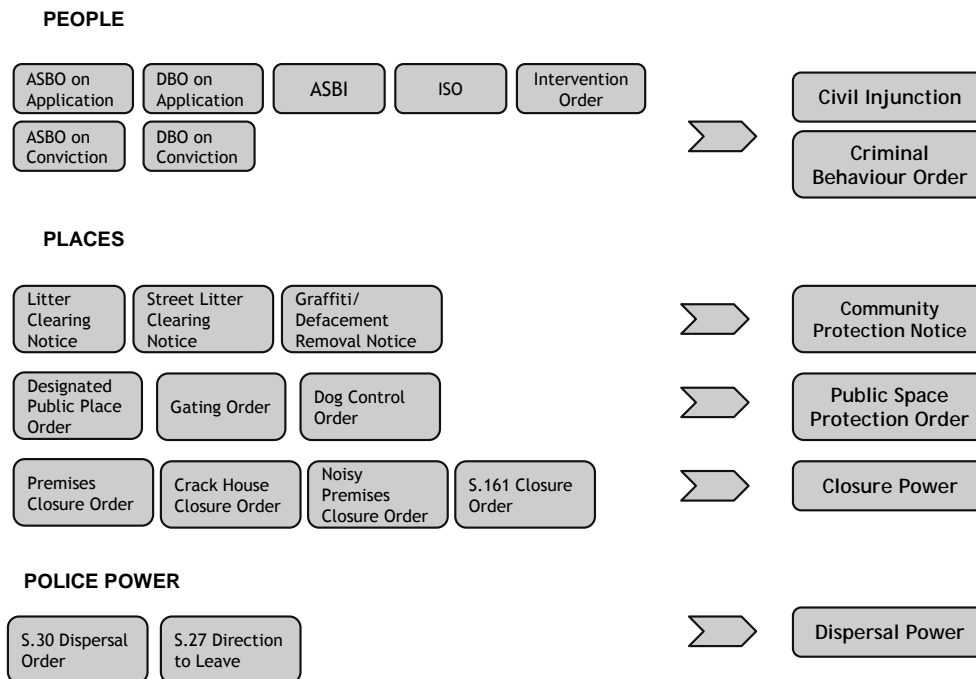 PEOPLE
ASBO on
Application
DBO on
Application
ASBI
ISO
Intervention
Order
ASBO on
Conviction
DBO on
Conviction
Civil Injunction
Criminal
Behaviour Order
PLACES
Litter
Clearing
Notice
Street Litter
Clearing
Notice
Graffiti/
Defacement
Removal Notice
Community
Protection Notice
Designated
Public Place
Order
Gating Order
Dog Control
Order
Public Space
Protection Order
Premises
Closure Order
Crack House
Closure Order
Noisy
Premises
Closure Order
S.161 Closure
Order
Closure Power
POLICE POWER
S.30 Dispersal
Order
S.27 Direction
to Leave
Dispersal Power